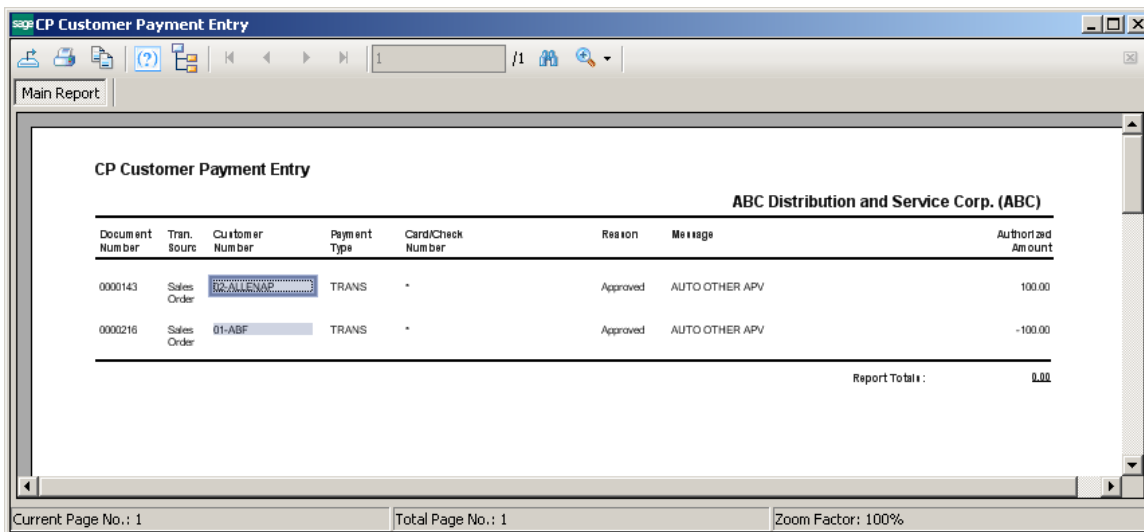 sage CP Customer Payment Entry
(?) 1 /1
Main Report
CP Customer Payment Entry
ABC Distribution and Service Corp. (ABC)
Document Tran. Customer Payment Card/Check Reason Message Authorized
Number Sourc Number Type Number Amount
0000143 Sales 02-ALLENAP TRANS * Approved AUTO OTHER APV 100.00
Order
0000216 Sales 01-ABF TRANS * Approved AUTO OTHER APV -100.00
Order
Report Totals: 0.00
Current Page No.: 1 Total Page No.: 1 Zoom Factor: 100%